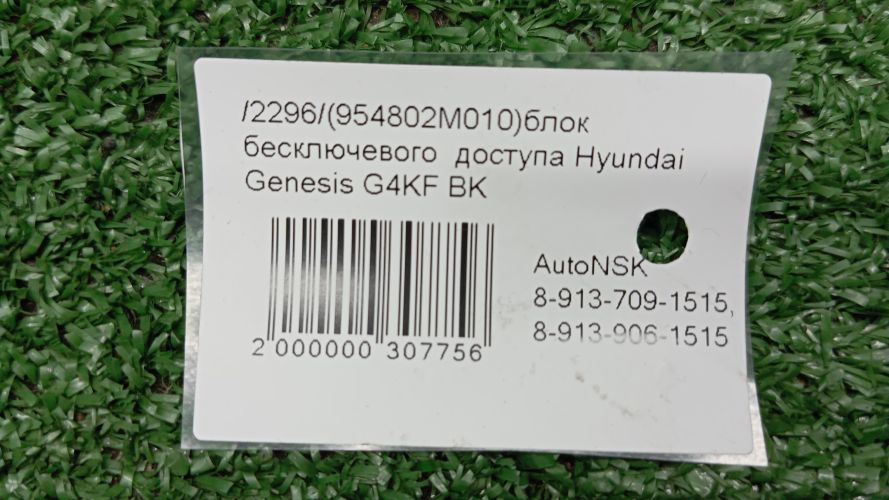 /2296/(954802M010)блок
бесключевого доступа Hyundai
Genesis G4KF BK
AutoNSK
8-913-709-1515,
8-913-906-1515
2 000000 307756